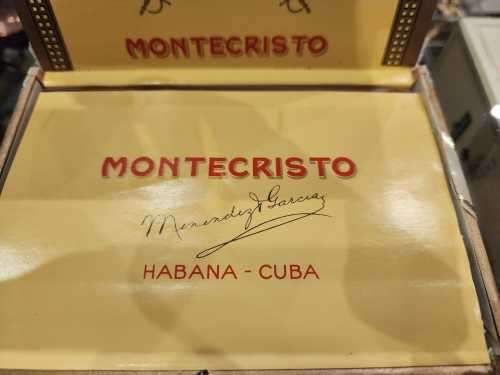 MONTECRISTO
MONTECRISTO
Menendez y Garcia
HABANA - CUBA